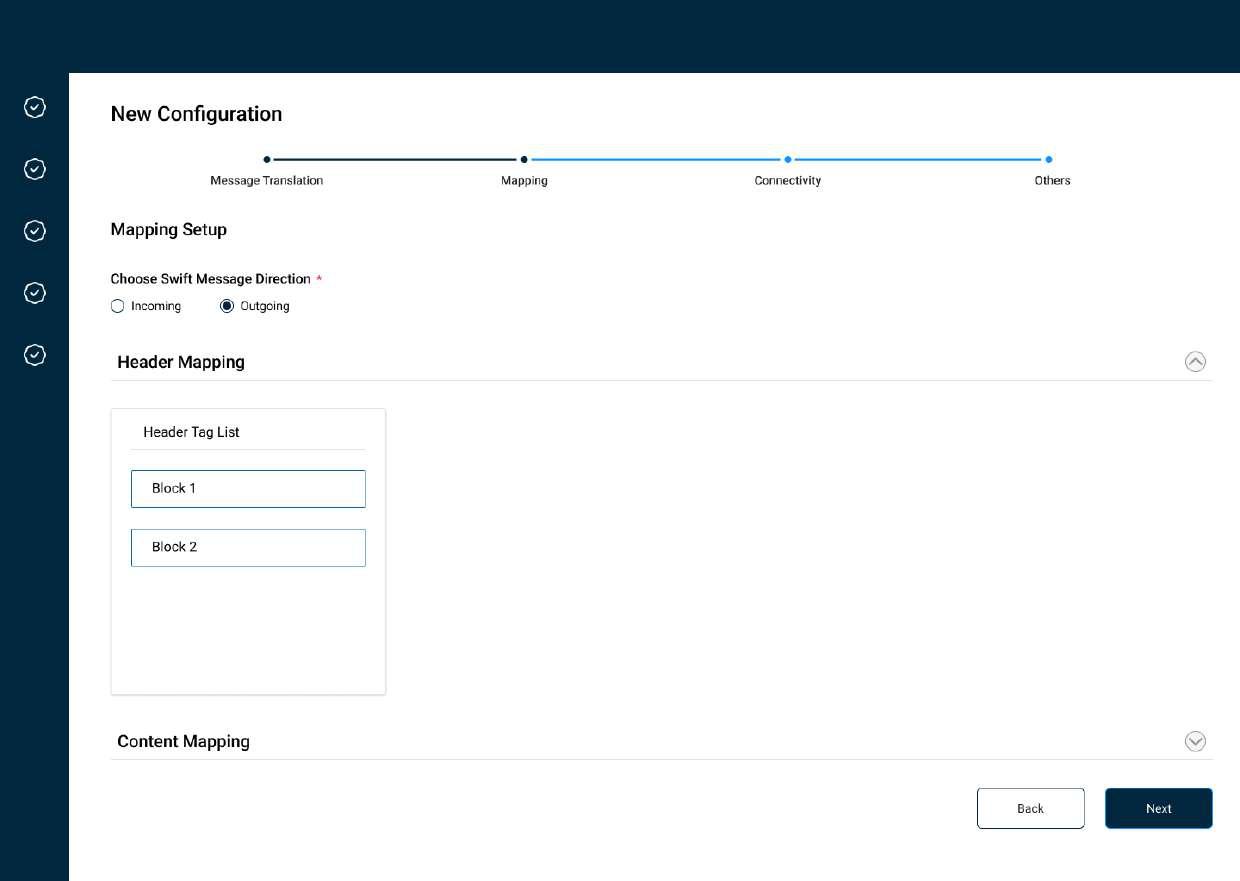 New Configuration
Message Translation
Mapping
Connectivity
Others
Mapping Setup
Choose Swift Message Direction *
Incoming
Outgoing
Header Mapping
Header Tag List
Block 1
Block 2
Content Mapping
Back
Next